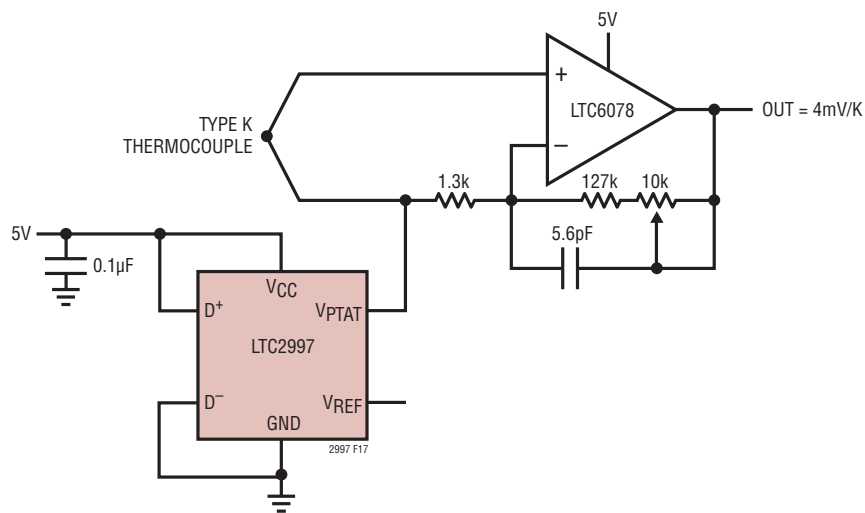 5V
+
LTC6078
OUT = 4mV/K
TYPE K
THERMOCOUPLE
–
1.3k
127k
10k
5.6pF
5V
0.1µF
VCC
D+
VPTAT
LTC2997
D–
VREF
GND
2997 F17